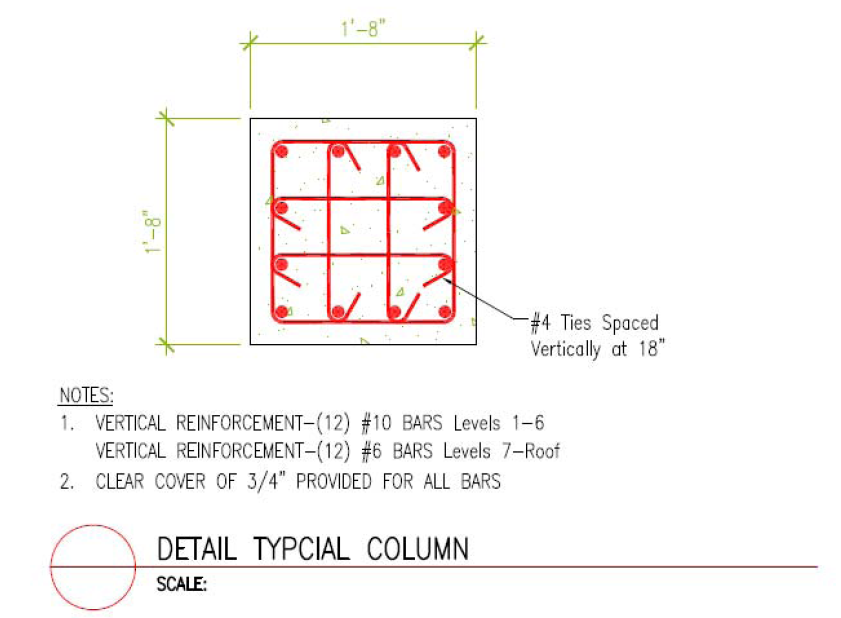 1'-8"
1'-8"
#4 Ties Spaced
Vertically at 18"
NOTES:
1. VERTICAL REINFORCEMENT-(12) #10 BARS Levels 1-6
VERTICAL REINFORCEMENT-(12) #6 BARS Levels 7-Roof
2. CLEAR COVER OF 3/4" PROVIDED FOR ALL BARS
DETAIL TYPCIAL COLUMN
SCALE: